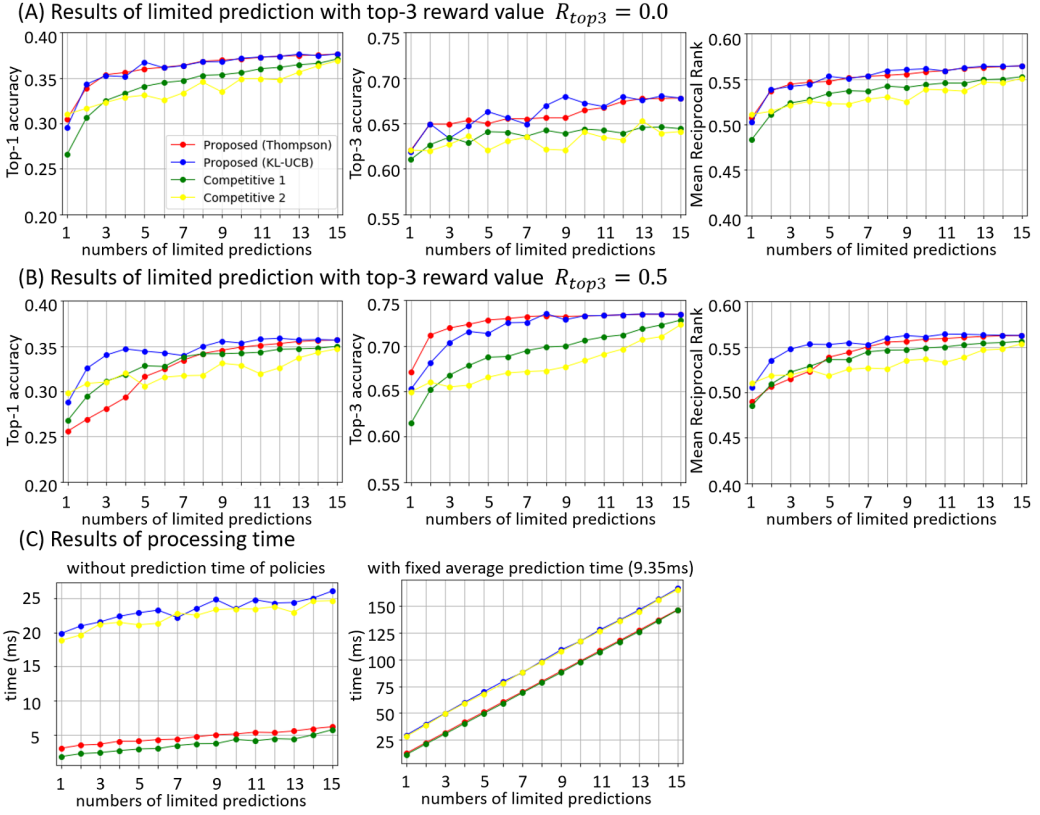 (A) Results of limited prediction with top-3 reward value R_top3 = 0.0
Top-1 accuracy
0.40
0.35
0.30
0.25
0.20
Proposed (Thompson)
Proposed (KL-UCB)
Competitive 1
Competitive 2
1 3 5 7 9 11 13 15
numbers of limited predictions
Top-3 accuracy
0.75
0.70
0.65
0.60
0.55
1 3 5 7 9 11 13 15
numbers of limited predictions
Mean Reciprocal Rank
0.60
0.55
0.50
0.45
0.40
1 3 5 7 9 11 13 15
numbers of limited predictions
(B) Results of limited prediction with top-3 reward value R_top3 = 0.5
Top-1 accuracy
0.40
0.35
0.30
0.25
0.20
1 3 5 7 9 11 13 15
numbers of limited predictions
Top-3 accuracy
0.75
0.70
0.65
0.60
0.55
1 3 5 7 9 11 13 15
numbers of limited predictions
Mean Reciprocal Rank
0.60
0.55
0.50
0.45
0.40
1 3 5 7 9 11 13 15
numbers of limited predictions
(C) Results of processing time
without prediction time of policies
time (ms)
25
20
15
10
5
1 3 5 7 9 11 13 15
numbers of limited predictions
with fixed average prediction time (9.35ms)
time (ms)
150
125
100
75
50
25
1 3 5 7 9 11 13 15
numbers of limited predictions